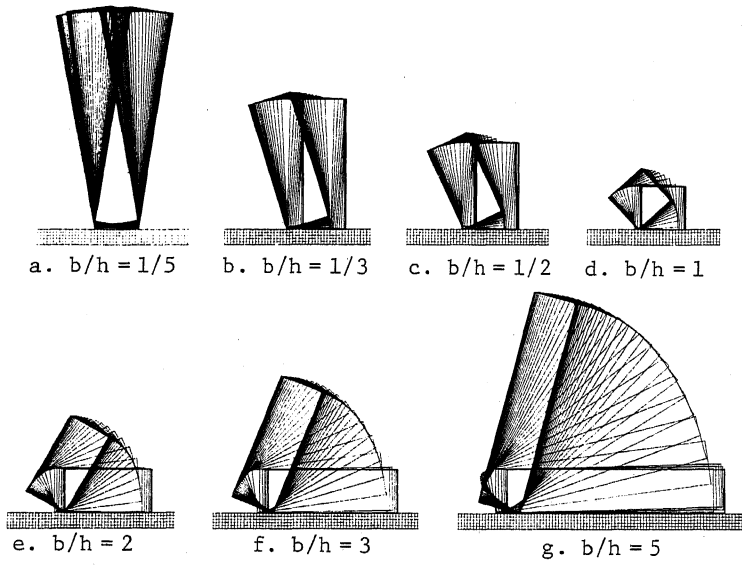 a. b/h = 1/5
b. b/h = 1/3
c. b/h = 1/2
d. b/h = 1
e. b/h = 2
f. b/h = 3
g. b/h = 5